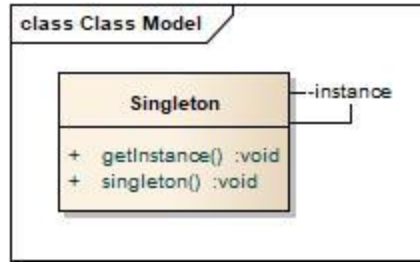 class Class Model
Singleton
--instance
+ getInstance() :void
+ singleton() :void